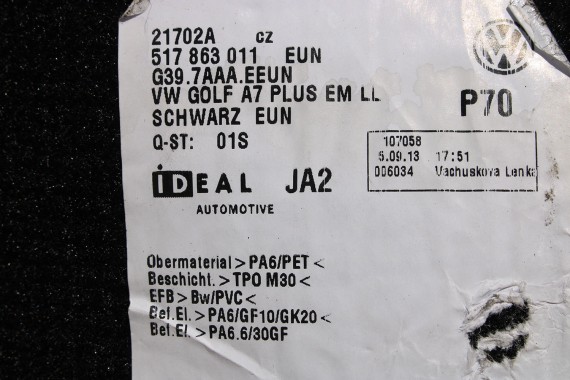 21702A cz
517 863 011 EUN
G39.7AAA.EEUN
VW GOLF A7 PLUS EM LL
SCHWARZ EUN
P70
Q-ST: 01S
107058
5.09.13 17:51
006034 Vachuskova Lenka
IDEAL JA2
AUTOMOTIVE
Obermaterial > PA6/PET <
Beschicht. > TPO M30 <
EFB > Bw/PVC <
Bef.El. > PA6/GF10/GK20 <
Bef.El. > PA6.6/30GF